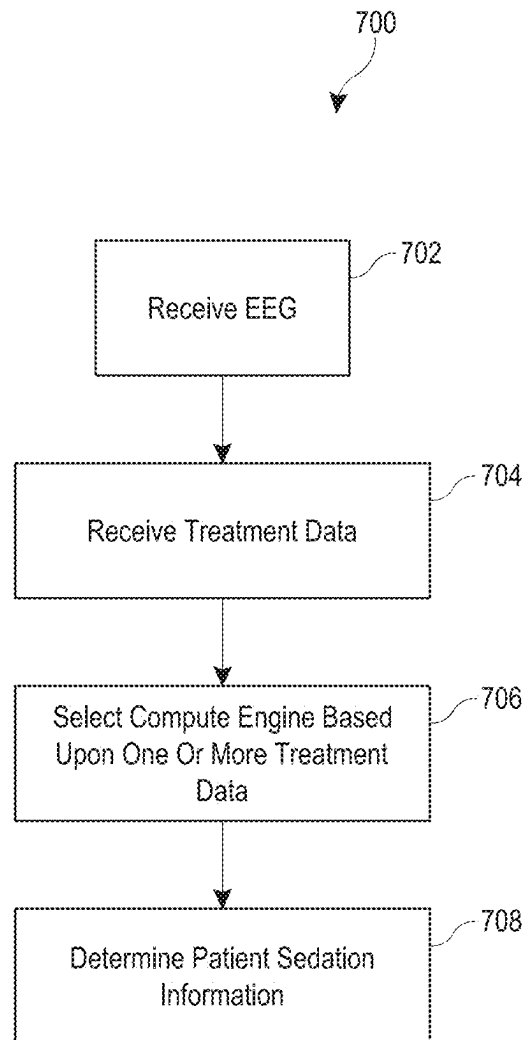 700
702
Receive EEG
704
Receive Treatment Data
706
Select Compute Engine Based
Upon One Or More Treatment
Data
708
Determine Patient Sedation
Information